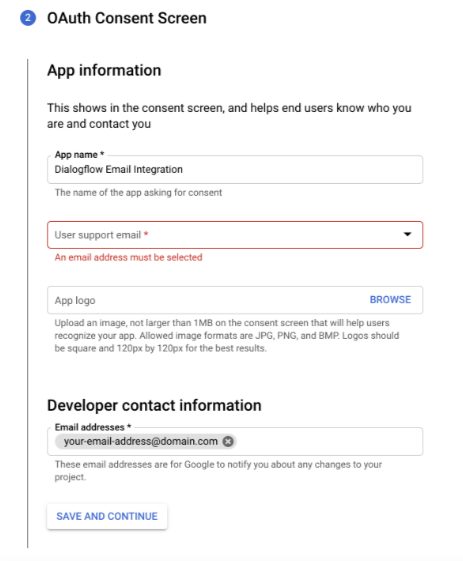 2 OAuth Consent Screen
App information
This shows in the consent screen, and helps end users know who you
are and contact you
App name *
Dialogflow Email Integration
The name of the app asking for consent
User support email *
An email address must be selected
App logo BROWSE
Upload an image, not larger than 1MB on the consent screen that will help users
recognize your app. Allowed image formats are JPG, PNG, and BMP. Logos should
be square and 120px by 120px for the best results.
Developer contact information
Email addresses *
your-email-address@domain.com
These email addresses are for Google to notify you about any changes to your
project.
SAVE AND CONTINUE